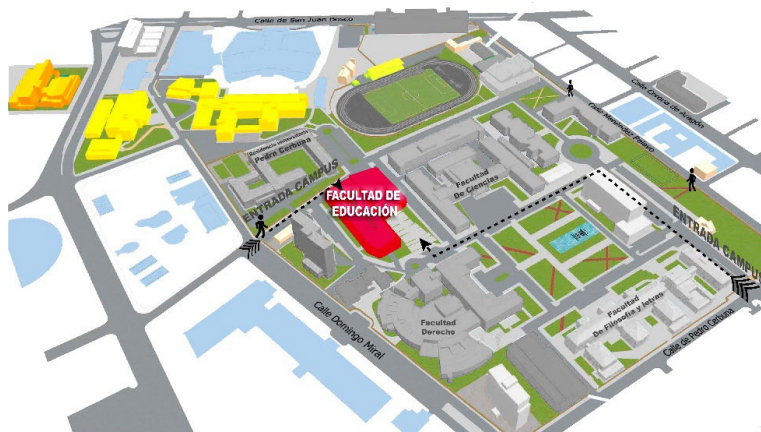 Calle de San Juan Bosco
Calle Corona de Aragón
Calle Menéndez Pelayo
Residencia universitaria
Pedro Cerbuna
ENTRADA CAMPUS
FACULTAD DE
EDUCACIÓN
Facultad
De Ciencias
ENTRADA CAMPUS
Facultad
De Filosofía y letras
Facultad
Derecho
Calle Domingo Miral
Calle de Pedro Cerbuna